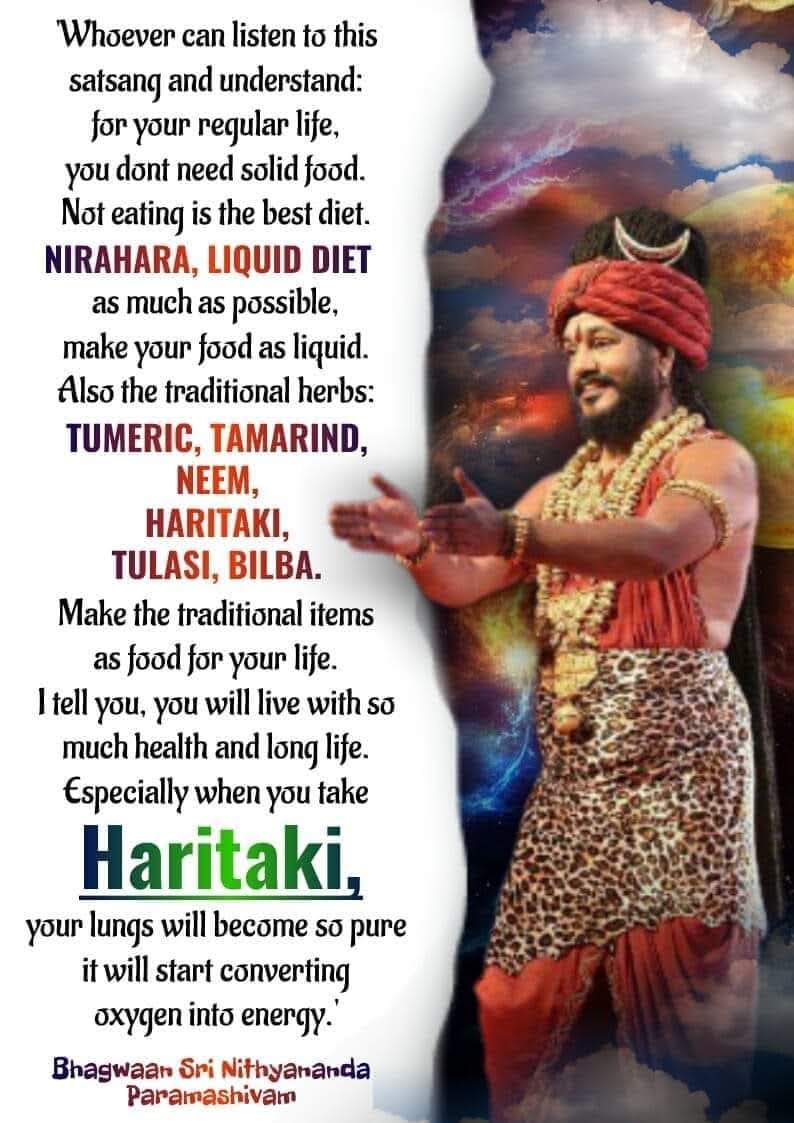 'Whoever can listen to this
satsang and understand:
for your regular life,
you dont need solid food.
Not eating is the best diet.
NIRAHARA, LIQUID DIET
as much as possible,
make your food as liquid.
Also the traditional herbs:
TUMERIC, TAMARIND,
NEEM,
HARITAKI,
TULASI, BILBA.
Make the traditional items
as food for your life.
I tell you, you will live with so
much health and long life.
Especially when you take
Haritaki,
your lungs will become so pure
it will start converting
oxygen into energy.'
Bhagwaan Sri Nithyananda
Paramashivam